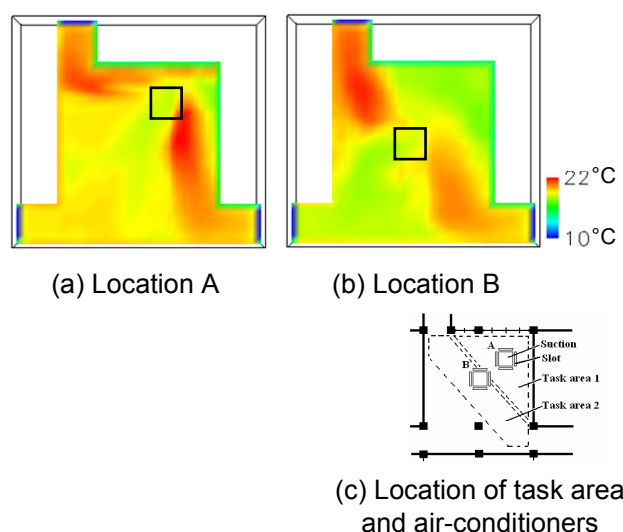 (a) Location A
(b) Location B
22°C
10°C
A
B
Suction
Slot
Task area 1
Task area 2
(c) Location of task area
and air-conditioners